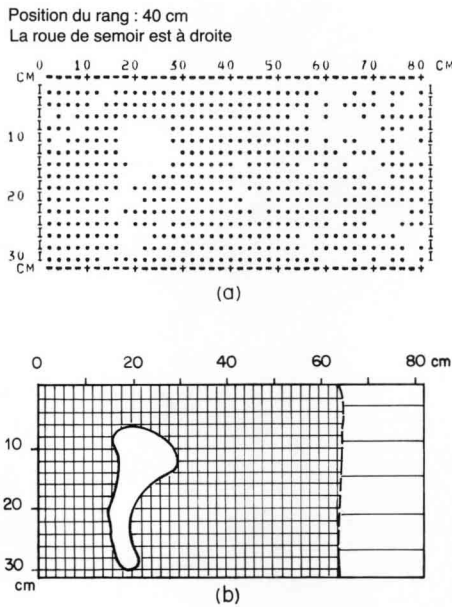 Position du rang : 40 cm
La roue de semoir est à droite
CM 0 10 20 30 40 50 60 70 80 CM
10
20
30
CM
(a)
0 20 40 60 80 cm
10
20
30
cm
(b)